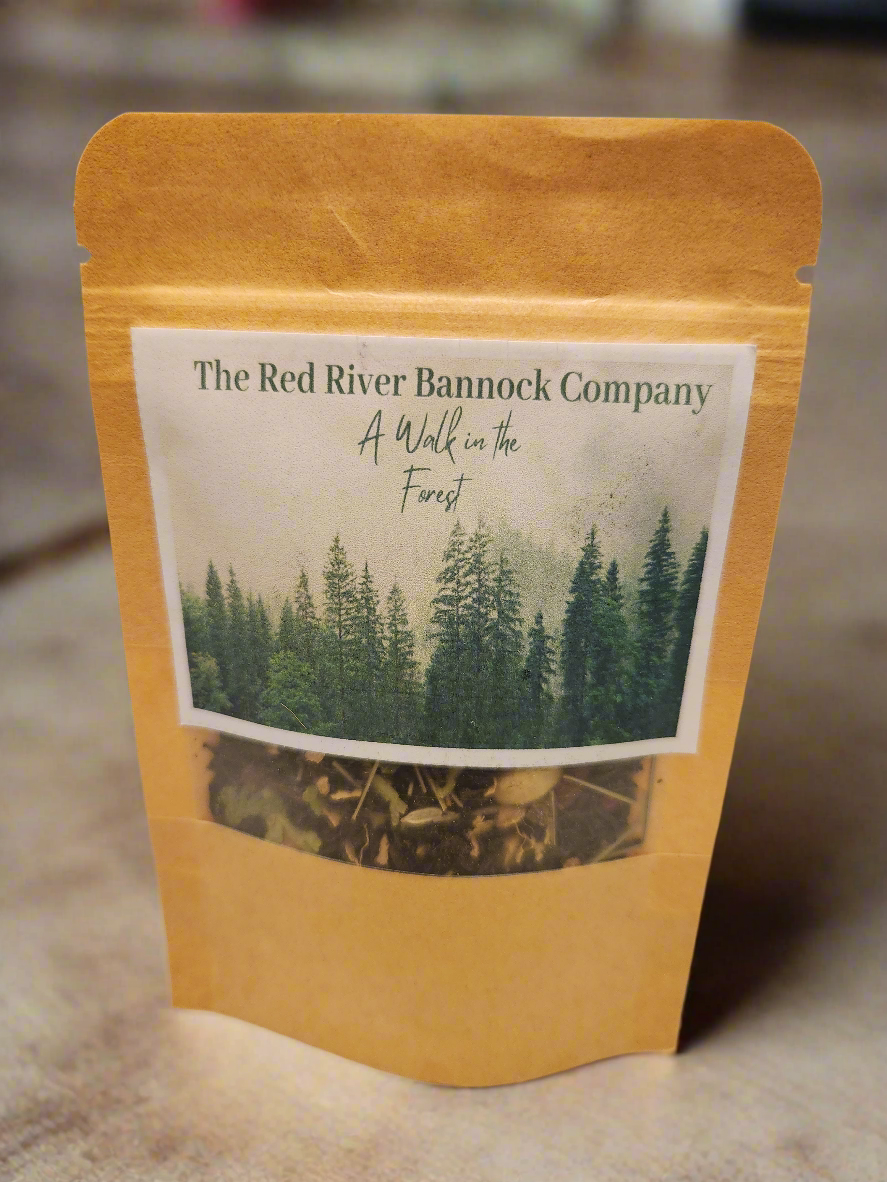 The Red River Bannock Company
A Walk in the
Forest